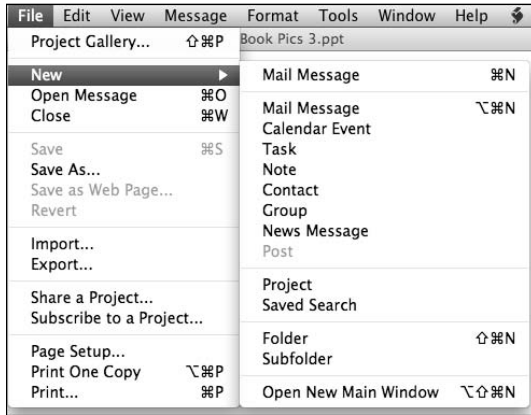 File Edit View Message Format Tools Window Help
Book Pics 3.ppt
Project Gallery... ⇧⌘P
New ▶
Open Message ⌘O
Close ⌘W
Save ⌘S
Save As...
Save as Web Page...
Revert
Import...
Export...
Share a Project...
Subscribe to a Project...
Page Setup...
Print One Copy ⌥⌘P
Print... ⌘P
Mail Message ⌘N
Mail Message ⌥⌘N
Calendar Event
Task
Note
Contact
Group
News Message
Post
Project
Saved Search
Folder ⇧⌘N
Subfolder
Open New Main Window ⌥⇧⌘N